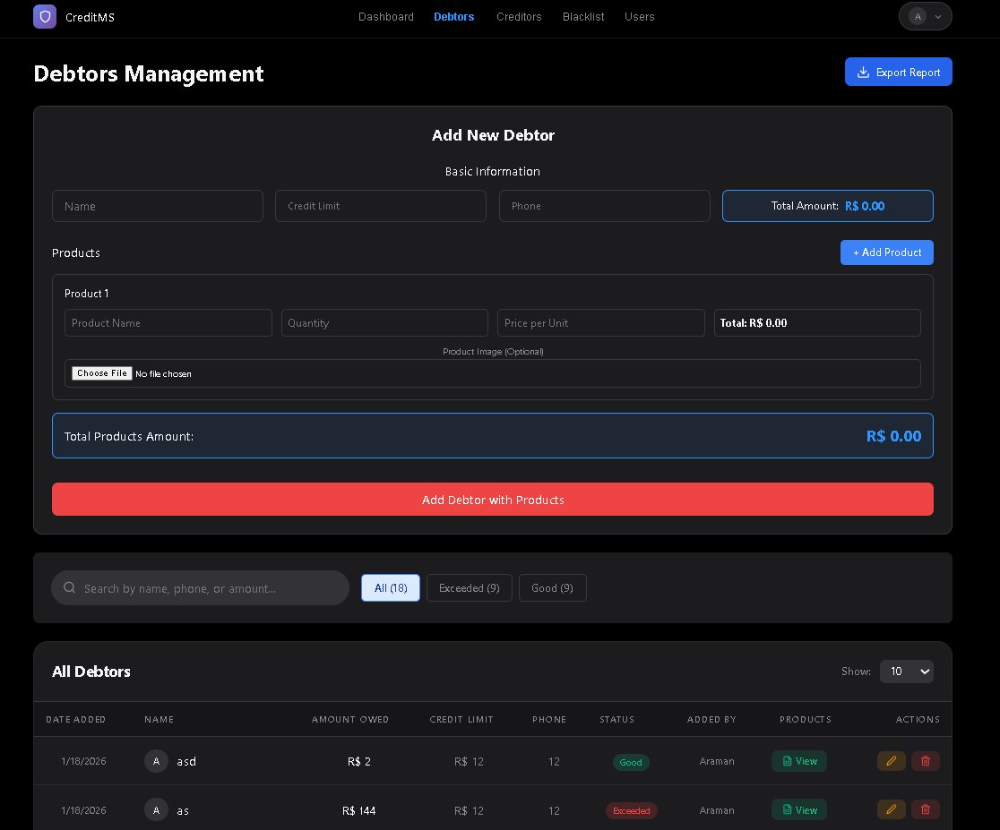 CreditMS Dashboard Debtors Creditors Blacklist Users A
Debtors Management Export Report
Add New Debtor
Basic Information
Name Credit Limit Phone Total Amount: R$ 0.00
Products + Add Product
Product 1
Product Name Quantity Price per Unit Total: R$ 0.00
Product Image (Optional)
Choose File No file chosen
Total Products Amount: R$ 0.00
Add Debtor with Products
Search by name, phone, or amount... All (18) Exceeded (9) Good (9)
All Debtors Show: 10
DATE ADDED NAME AMOUNT OWED CREDIT LIMIT PHONE STATUS ADDED BY PRODUCTS ACTIONS
1/18/2026 A asd R$ 2 R$ 12 12 Good Araman View
1/18/2026 A as R$ 144 R$ 12 12 Exceeded Araman View